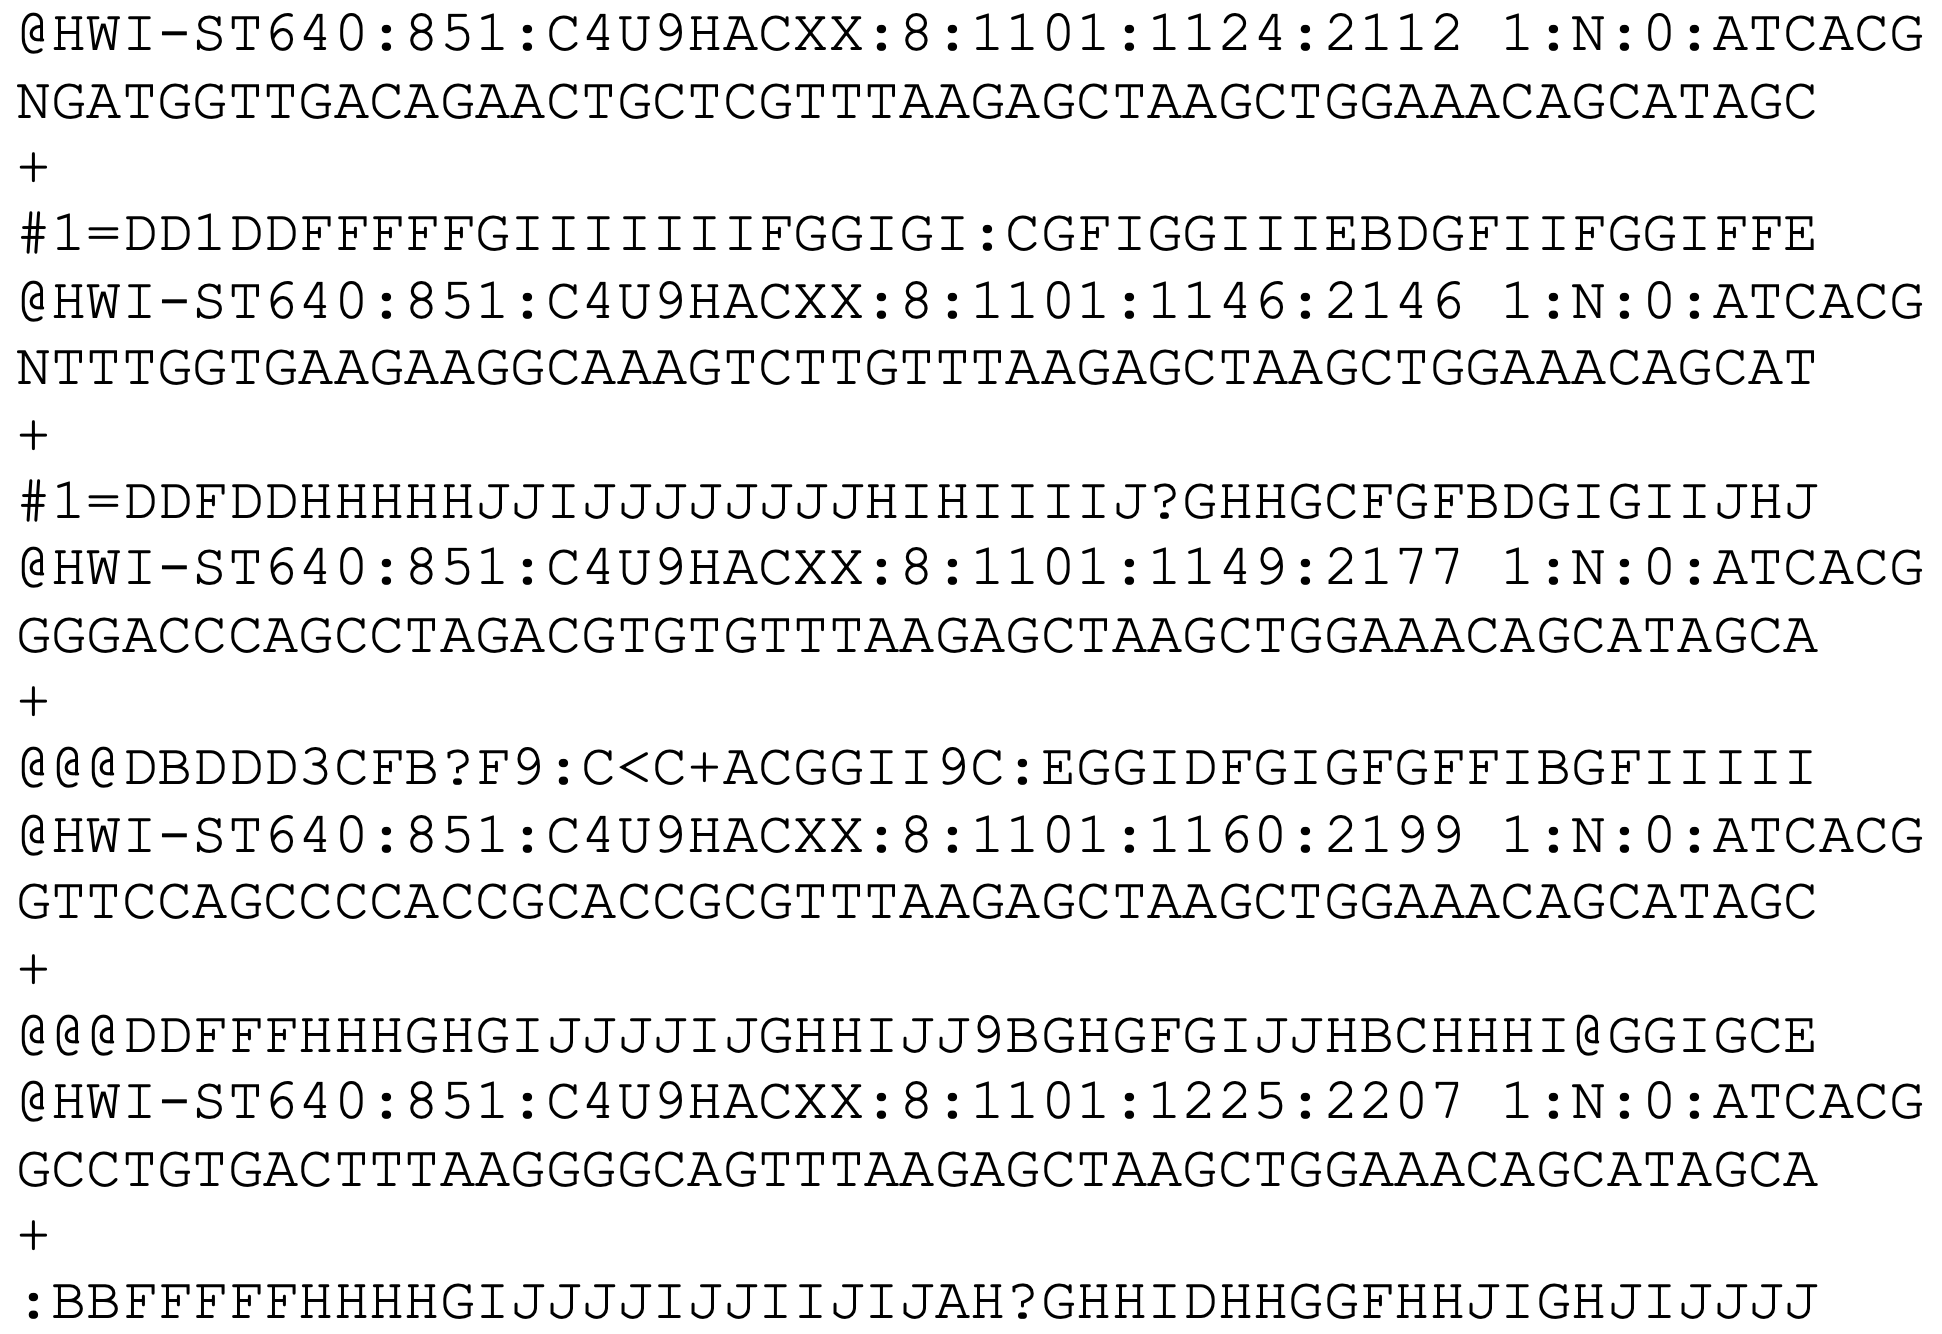 @HWI-ST640:851:C4U9HACXX:8:1101:1124:2112 1:N:0:ATCACG
NGATGGTTGACAGAACTGCTCGTTTAAGAGCTAAGCTGGAAACAGCATAGC
+
#1=DD1DDFFFFFGIIIIIIIFGGIGI:CGFIGGIIIEBDGFIIFGGIFFE
@HWI-ST640:851:C4U9HACXX:8:1101:1146:2146 1:N:0:ATCACG
NTTTGGTGAAGAAGGCAAAGTCTTGTTTAAGAGCTAAGCTGGAAACAGCAT
+
#1=DDFDDHHHHHJJIJJJJJJJJHIHIIIIJ?GHHGCFGFBDGIGIIJHJ
@HWI-ST640:851:C4U9HACXX:8:1101:1149:2177 1:N:0:ATCACG
GGGACCCAGCCTAGACGTGTGTTTAAGAGCTAAGCTGGAAACAGCATAGCA
+
@@@DBDDD3CFB?F9:C<C+ACGGII9C:EGGIDFGIGFGFFIBGFIIIII
@HWI-ST640:851:C4U9HACXX:8:1101:1160:2199 1:N:0:ATCACG
GTTCCAGCCCCACCGCACCGCGTTTAAGAGCTAAGCTGGAAACAGCATAGC
+
@@@DDFFFHHHGHGIJJJJIJGHHIJJ9BGHGFGIJJHBCHHHI@GGIGCE
@HWI-ST640:851:C4U9HACXX:8:1101:1225:2207 1:N:0:ATCACG
GCCTGTGACTTTAAGGGGCAGTTTAAGAGCTAAGCTGGAAACAGCATAGCA
+
:BBFFFFFHHHHGIJJJJIJJIIJIJAH?GHHIDHHGGFHHJIGHJIJJJJ